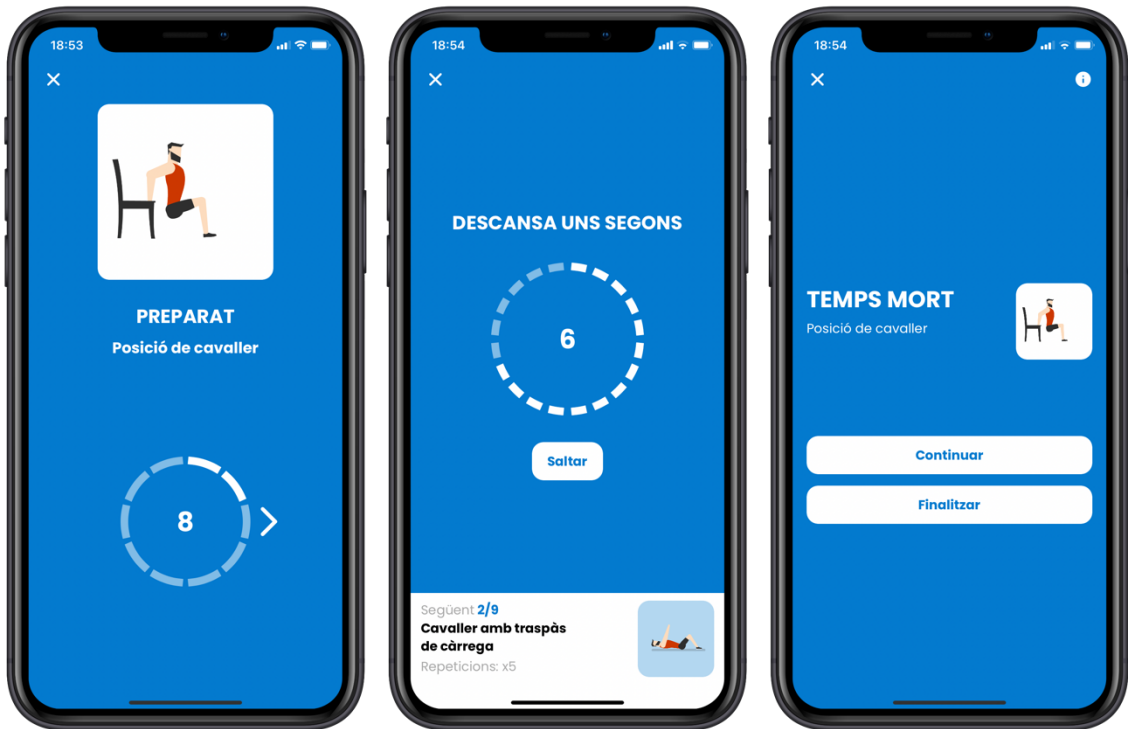 18:53
PREPARAT
Posició de cavaller
8
18:54
DESCANSA UNS SEGONS
6
Saltar
Següent 2/9
Cavaller amb traspàs
de càrrega
Repeticions: x5
18:54
TEMPS MORT
Posició de cavaller
Continuar
Finalitzar